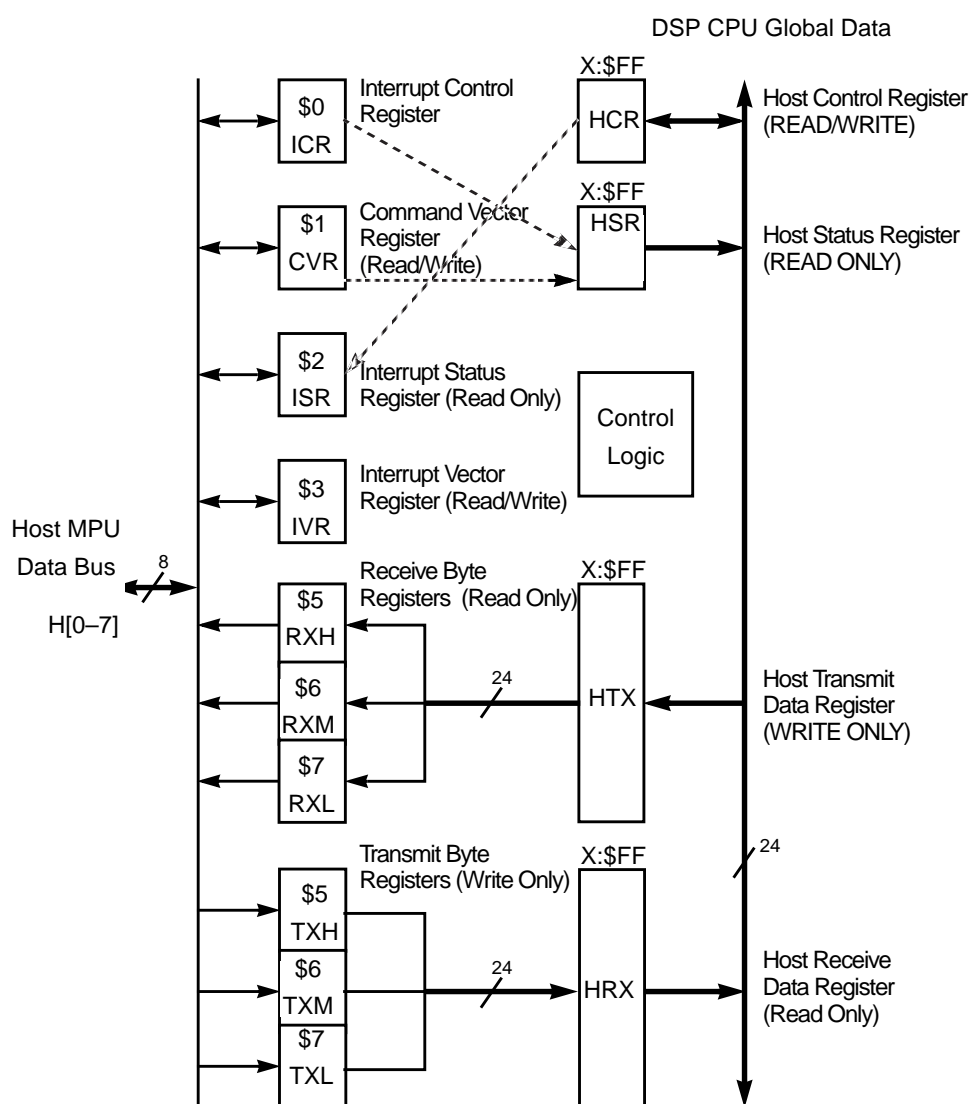 DSP CPU Global Data
X:$FF
$0
ICR
Interrupt Control
Register
HCR
Host Control Register
(READ/WRITE)
X:$FF
$1
CVR
Command Vector
Register
(Read/Write)
HSR
Host Status Register
(READ ONLY)
$2
ISR
Interrupt Status
Register (Read Only)
Control
Logic
$3
IVR
Interrupt Vector
Register (Read/Write)
Host MPU
Data Bus
8
H[0–7]
Receive Byte
Registers (Read Only)
X:$FF
$5
RXH
$6
RXM
$7
RXL
24
HTX
Host Transmit
Data Register
(WRITE ONLY)
24
Transmit Byte
Registers (Write Only)
X:$FF
$5
TXH
$6
TXM
$7
TXL
24
HRX
Host Receive
Data Register
(Read Only)